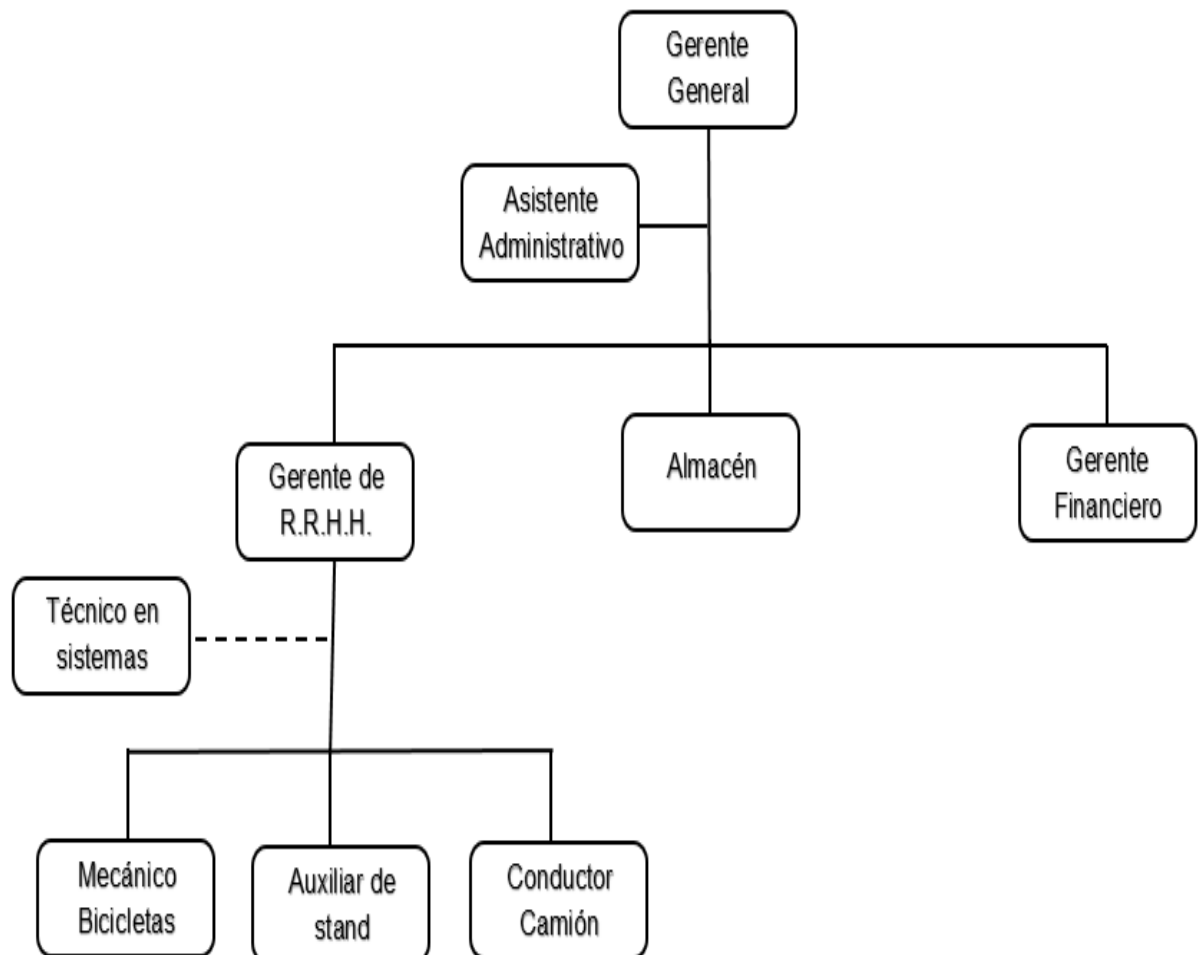 Gerente
General
Asistente
Administrativo
Gerente de
R.R.H.H.
Almacén
Gerente
Financiero
Técnico en
sistemas
Mecánico
Bicicletas
Auxiliar de
stand
Conductor
Camión